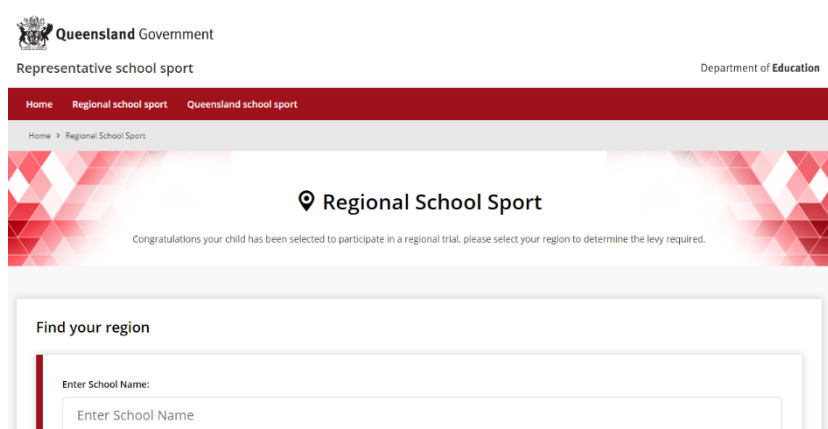 Queensland Government
Representative school sport
Department of Education
Home Regional school sport Queensland school sport
Home > Regional School Sport
Regional School Sport
Congratulations your child has been selected to participate in a regional trial, please select your region to determine the levy required.
Find your region
Enter School Name:
Enter School Name